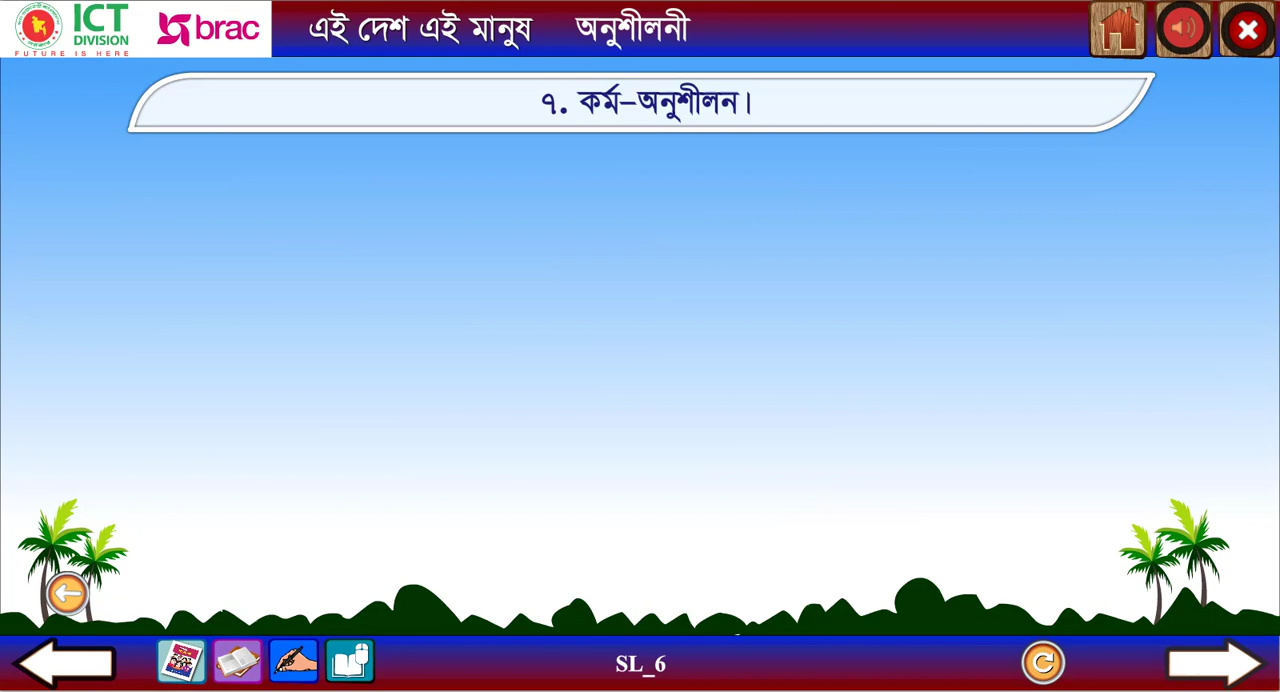 ICT
DIVISION
FUTURE IS HERE
brac
এই দেশ এই মানুষ অনুশীলনী
৭. কর্ম-অনুশীলন।
SL_6